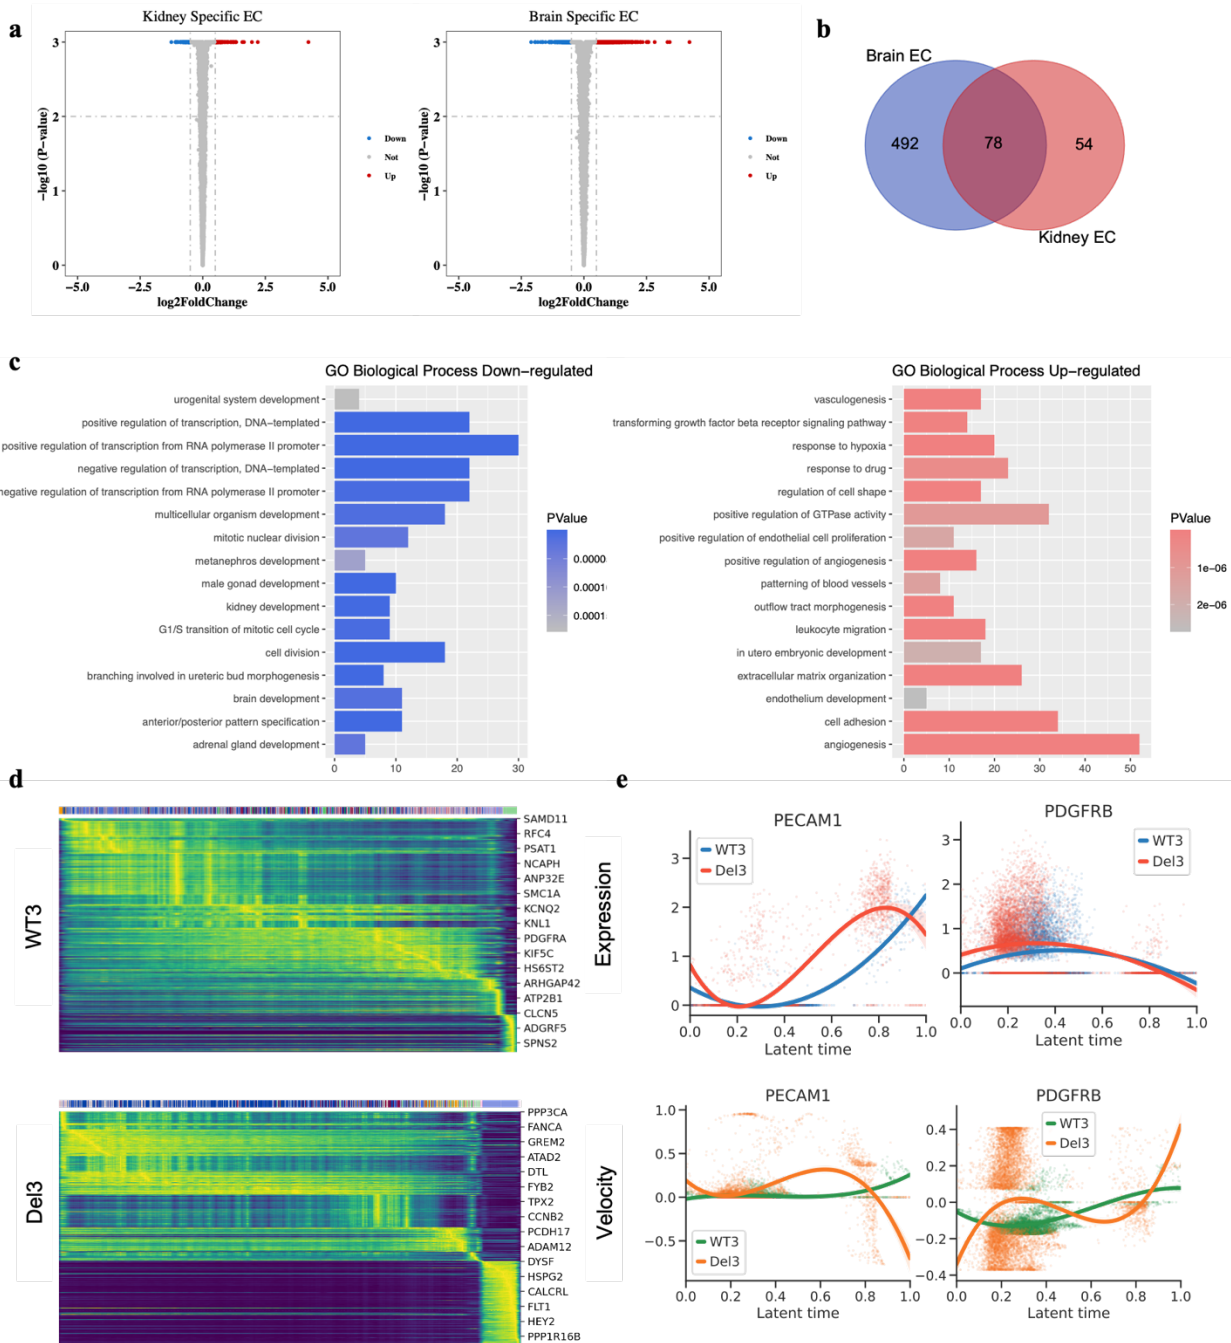 a
Kidney Specific EC
3
2
1
0
−log10 (P−value)
−5.0
−2.5
0.0
2.5
5.0
log2FoldChange
Down
Not
Up
Brain Specific EC
3
2
1
0
−log10 (P−value)
−5.0
−2.5
0.0
2.5
5.0
log2FoldChange
Down
Not
Up
b
Brain EC
492
78
54
Kidney EC
c
GO Biological Process Down−regulated
urogenital system development
positive regulation of transcription, DNA−templated
positive regulation of transcription from RNA polymerase II promoter
negative regulation of transcription, DNA−templated
negative regulation of transcription from RNA polymerase II promoter
multicellular organism development
mitotic nuclear division
metanephros development
male gonad development
kidney development
G1/S transition of mitotic cell cycle
cell division
branching involved in ureteric bud morphogenesis
brain development
anterior/posterior pattern specification
adrenal gland development
0
10
20
30
PValue
0.0000
0.0001
0.0001
GO Biological Process Up−regulated
vasculogenesis
transforming growth factor beta receptor signaling pathway
response to hypoxia
response to drug
regulation of cell shape
positive regulation of GTPase activity
positive regulation of endothelial cell proliferation
positive regulation of angiogenesis
patterning of blood vessels
outflow tract morphogenesis
leukocyte migration
in utero embryonic development
extracellular matrix organization
endothelium development
cell adhesion
angiogenesis
0
10
20
30
40
50
PValue
1e−06
2e−06
d
WT3
SAMD11
RFC4
PSAT1
NCAPH
ANP32E
SMC1A
KCNQ2
KNL1
PDGFRA
KIF5C
HS6ST2
ARHGAP42
ATP2B1
CLCN5
ADGRF5
SPNS2
Del3
PPP3CA
FANCA
GREM2
ATAD2
DTL
FYB2
TPX2
CCNB2
PCDH17
ADAM12
DYSF
HSPG2
CALCRL
FLT1
HEY2
PPP1R16B
e
Expression
PECAM1
WT3
Del3
3
2
1
0
0.0
0.2
0.4
0.6
0.8
1.0
Latent time
PDGFRB
WT3
Del3
3
2
1
0
0.0
0.2
0.4
0.6
0.8
1.0
Latent time
Velocity
PECAM1
WT3
Del3
1.0
0.5
0.0
−0.5
0.0
0.2
0.4
0.6
0.8
1.0
Latent time
PDGFRB
WT3
Del3
0.4
0.2
0.0
−0.2
−0.4
0.0
0.2
0.4
0.6
0.8
1.0
Latent time